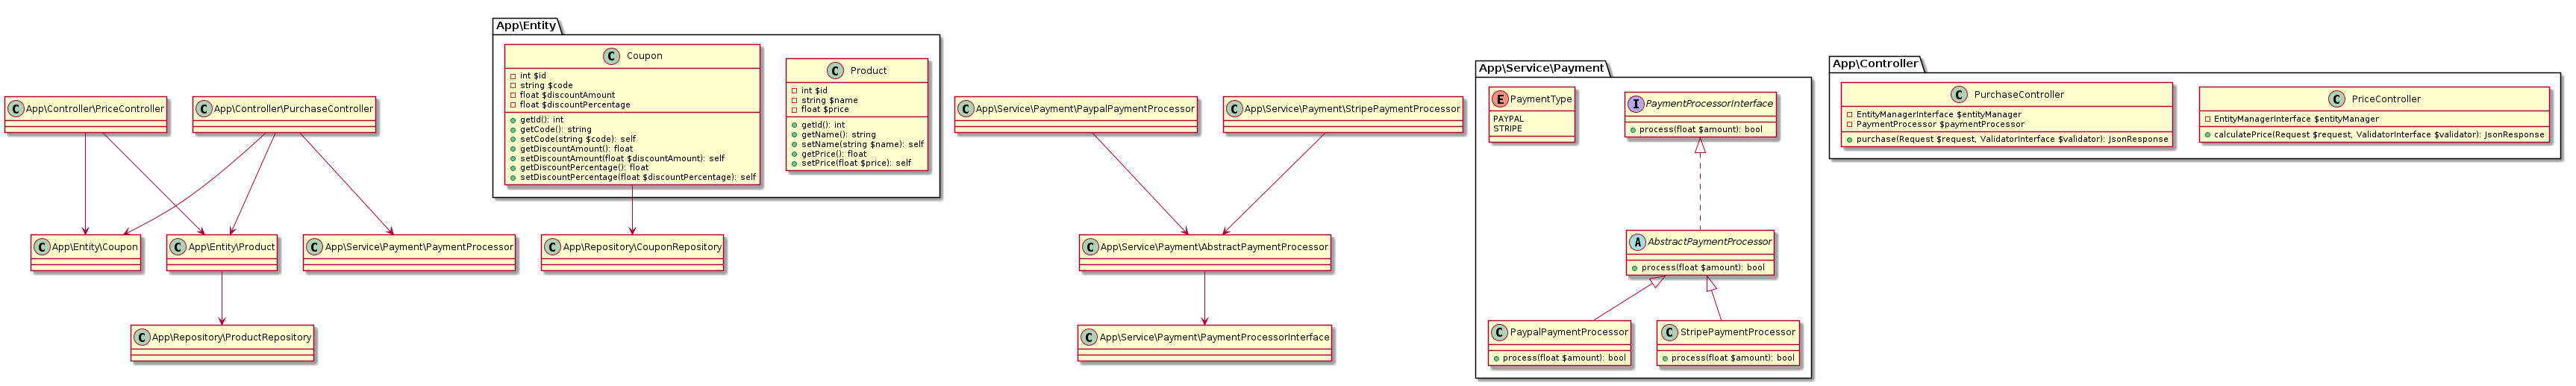 App\Controller\PriceController
App\Controller\PurchaseController
App\Entity\Coupon
App\Entity\Product
App\Service\Payment\PaymentProcessor
App\Repository\ProductRepository
App\Entity
C Coupon
int $id
string $code
float $discountAmount
float $discountPercentage
getId(): int
getCode(): string
setCode(string $code): self
getDiscountAmount(): float
setDiscountAmount(float $discountAmount): self
getDiscountPercentage(): float
setDiscountPercentage(float $discountPercentage): self
C Product
int $id
string $name
float $price
getId(): int
getName(): string
setName(string $name): self
getPrice(): float
setPrice(float $price): self
C App\Repository\CouponRepository
C App\Service\Payment\PaypalPaymentProcessor
C App\Service\Payment\StripePaymentProcessor
C App\Service\Payment\AbstractPaymentProcessor
C App\Service\Payment\PaymentProcessorInterface
App\Service\Payment
E PaymentType
PAYPAL
STRIPE
I PaymentProcessorInterface
process(float $amount): bool
A AbstractPaymentProcessor
process(float $amount): bool
C PaypalPaymentProcessor
process(float $amount): bool
C StripePaymentProcessor
process(float $amount): bool
App\Controller
C PurchaseController
EntityManagerInterface $entityManager
PaymentProcessor $paymentProcessor
purchase(Request $request, ValidatorInterface $validator): JsonResponse
C PriceController
EntityManagerInterface $entityManager
calculatePrice(Request $request, ValidatorInterface $validator): JsonResponse